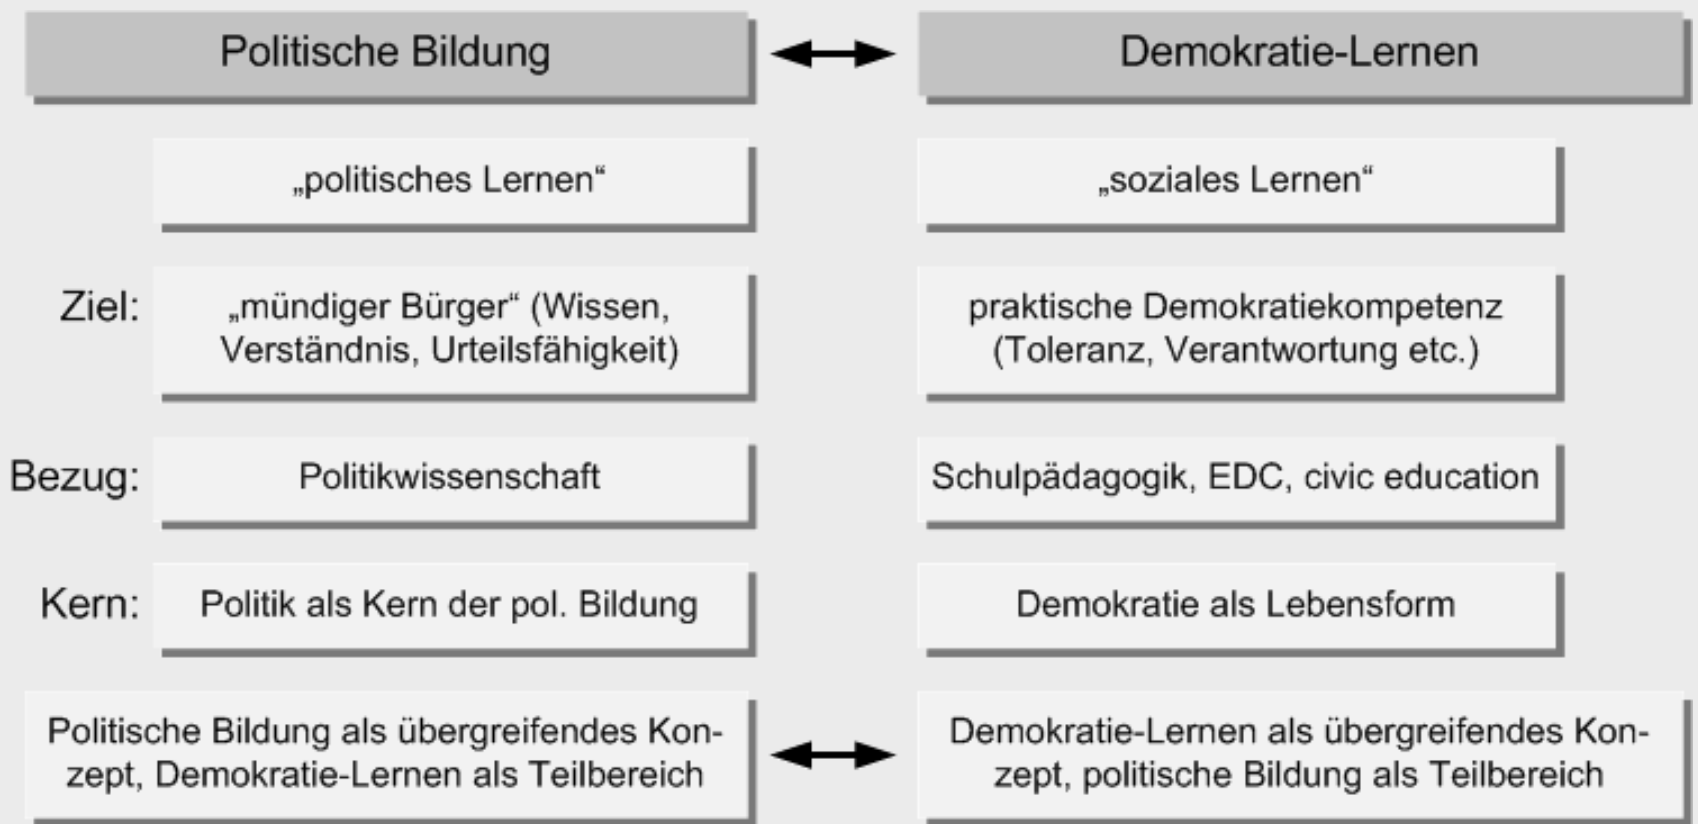 Politische Bildung
Demokratie-Lernen
„politisches Lernen“
„soziales Lernen“
Ziel:
„mündiger Bürger“ (Wissen,
Verständnis, Urteilsfähigkeit)
praktische Demokratiekompetenz
(Toleranz, Verantwortung etc.)
Bezug:
Politikwissenschaft
Schulpädagogik, EDC, civic education
Kern:
Politik als Kern der pol. Bildung
Demokratie als Lebensform
Politische Bildung als übergreifendes Kon-
zept, Demokratie-Lernen als Teilbereich
Demokratie-Lernen als übergreifendes Kon-
zept, politische Bildung als Teilbereich